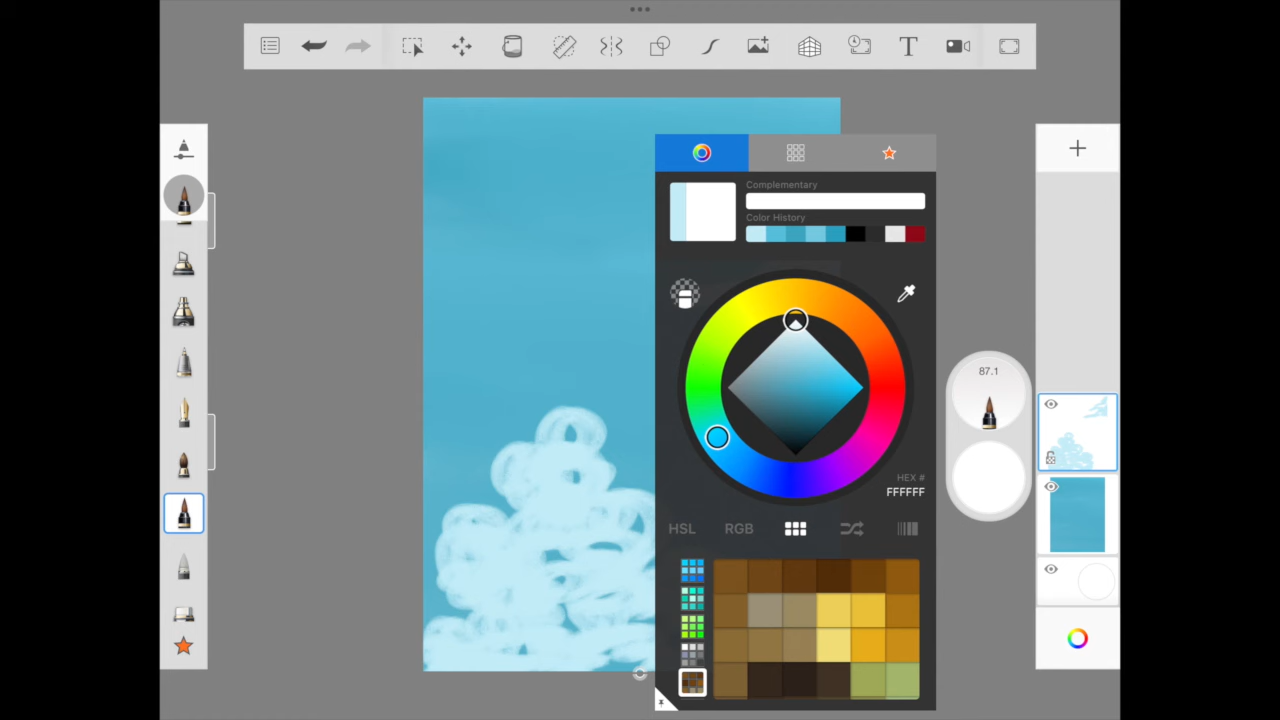 T
Complementary
Color History
87.1
HEX #
FFFFFF
HSL RGB